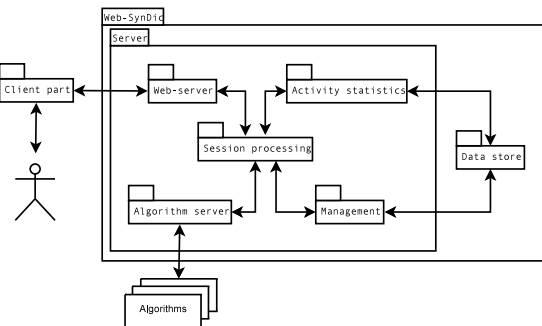 Web-SynDic
Server
Client part
Web-server
Activity statistics
Session processing
Data store
Algorithm server
Management
Algorithms